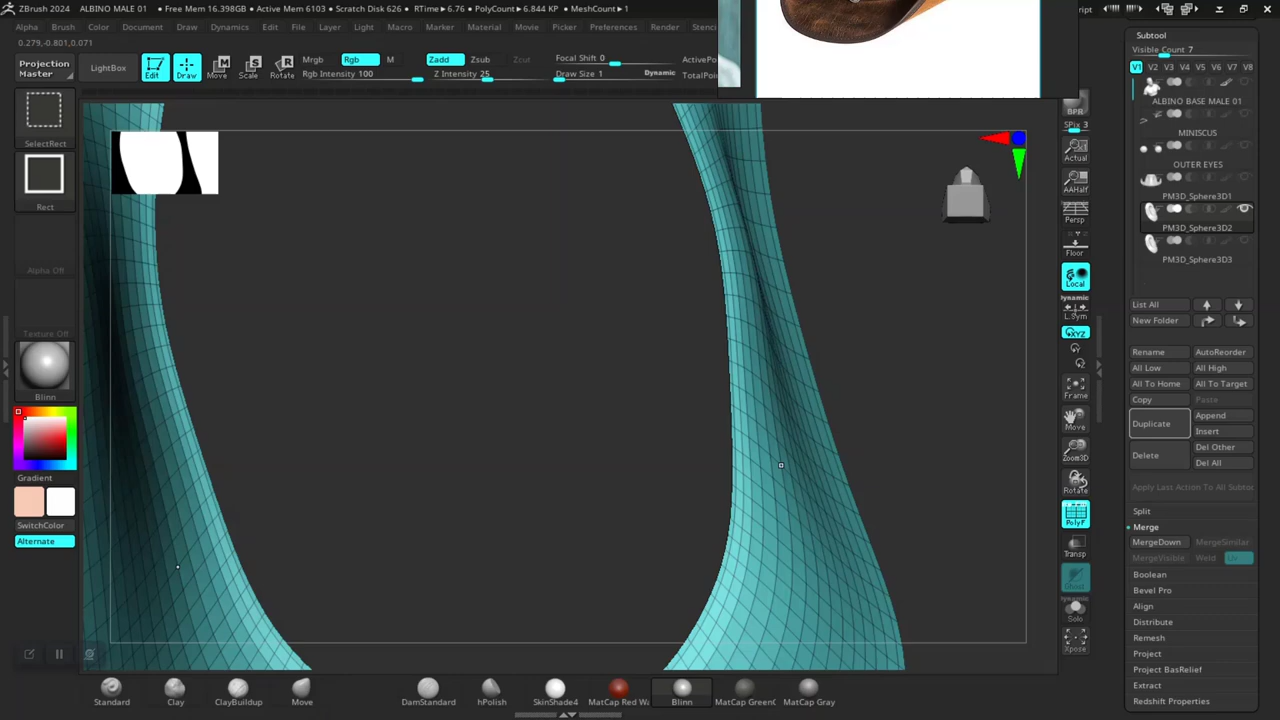 ZBrush 2024 ALBINO MALE 01 • Free Mem 16.398GB • Active Mem 6103 • Scratch Disk 626 • RTime▸6.76 • PolyCount▸6.844 KP • MeshCount▸1
Alpha Brush Color Document Draw Dynamics Edit File Layer Light Macro Marker Material Movie Picker Preferences Render Stenci
0.279,-0.801,0.071
Projection Master
LightBox
Edit Draw Move Scale Rotate
Mrgb Rgb M
Rgb Intensity 100
Zadd Zsub Zcut
Z Intensity 25
Focal Shift 0
Draw Size 1 Dynamic
ActivePo
TotalPoi
SelectRect
Rect
Alpha Off
Texture Off
Blinn
Gradient
SwitchColor
Alternate
Standard Clay ClayBuildup Move DamStandard hPolish SkinShade4 MatCap Red Wa Blinn MatCap GreenC MatCap Gray
BPR
SPix 3
Actual
AAHalf
Persp
Floor
Local
Dynamic
L.Sym
XYZ
Frame
Move
Zoom3D
Rotate
PolyF
Transp
Ghost
Dynamic
Solo
Xpose
Subtool
Visible Count 7
V1 V2 V3 V4 V5 V6 V7 V8
ALBINO BASE MALE 01
MINISCUS
OUTER EYES
PM3D_Sphere3D1
PM3D_Sphere3D2
PM3D_Sphere3D3
List All
New Folder
Rename AutoReorder
All Low All High
All To Home All To Target
Copy Paste
Duplicate Append
Insert
Delete Del Other
Del All
Apply Last Action To All Subtoo
Split
Merge
MergeDown MergeSimilar
MergeVisible Weld Uv
Boolean
Bevel Pro
Align
Distribute
Remesh
Project
Project BasRelief
Extract
Redshift Properties